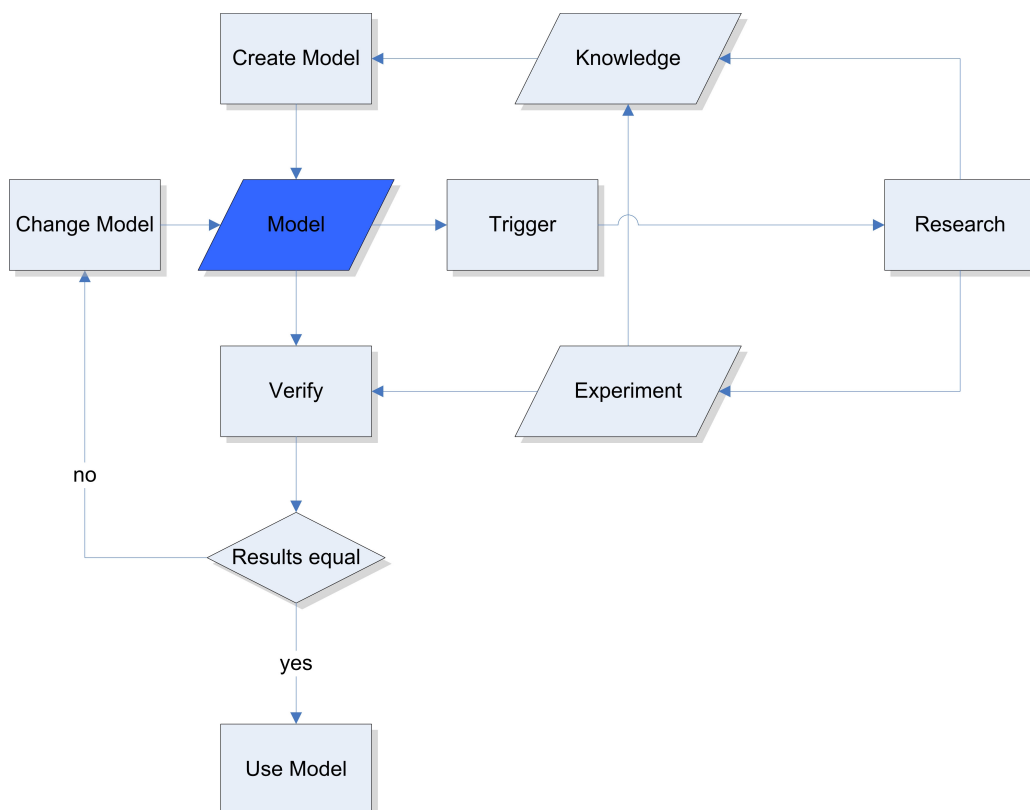 Create Model
Knowledge
Change Model
Model
Trigger
Research
Verify
Experiment
no
Results equal
yes
Use Model